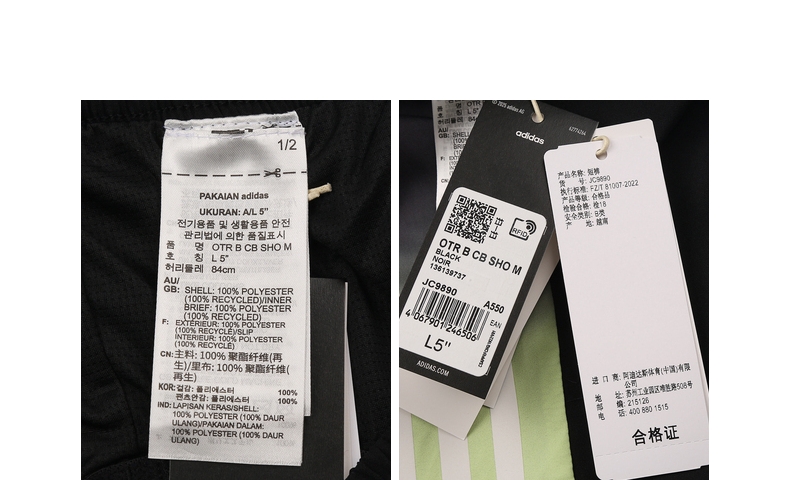 1/2
PAKAIAN adidas
UKURAN: A/L 5"
전기용품 및 생활용품 안전
관리법에 의한 품질표시
품 명 OTR B CB SHO M
호 칭 L 5"
허리둘레 84cm
AU/
GB: SHELL: 100% POLYESTER
(100% RECYCLED)/INNER
BRIEF: 100% POLYESTER
(100% RECYCLED)
F: EXTÉRIEUR: 100% POLYESTER
(100% RECYCLÉ)/SLIP
INTERIEUR: 100% POLYESTER
(100% RECYCLÉ)
CN: 主料: 100% 聚酯纤维(再
生)/里布: 100% 聚酯纤维(
再生)
KOR: 겉감: 폴리에스터 100%
팬츠안감: 폴리에스터 100%
IND: LAPISAN KERAS/SHELL:
100% POLYESTER (100% DAUR
ULANG)/PAKAIAN DALAM:
100% POLYESTER (100% DAUR
ULANG)
© 2025 adidas AG
adidas
RFID
OTR B CB SHO M
BLACK
NOIR
136139737
JC9890
A550
EAN
4 067901 246506
L5"
ADIDAS.COM
产品名称: 短裤
货 号: JC9890
执行标准: FZ/T 81007-2022
产品等级: 合格品
检验合格: 检18
安全类别: B类
产 地: 越南
进 口 商: 阿迪达斯体育(中国)有限
公司
地 址: 苏州工业园区嘴胜路508号
邮 编: 215126
电 话: 400 880 1515
合格证